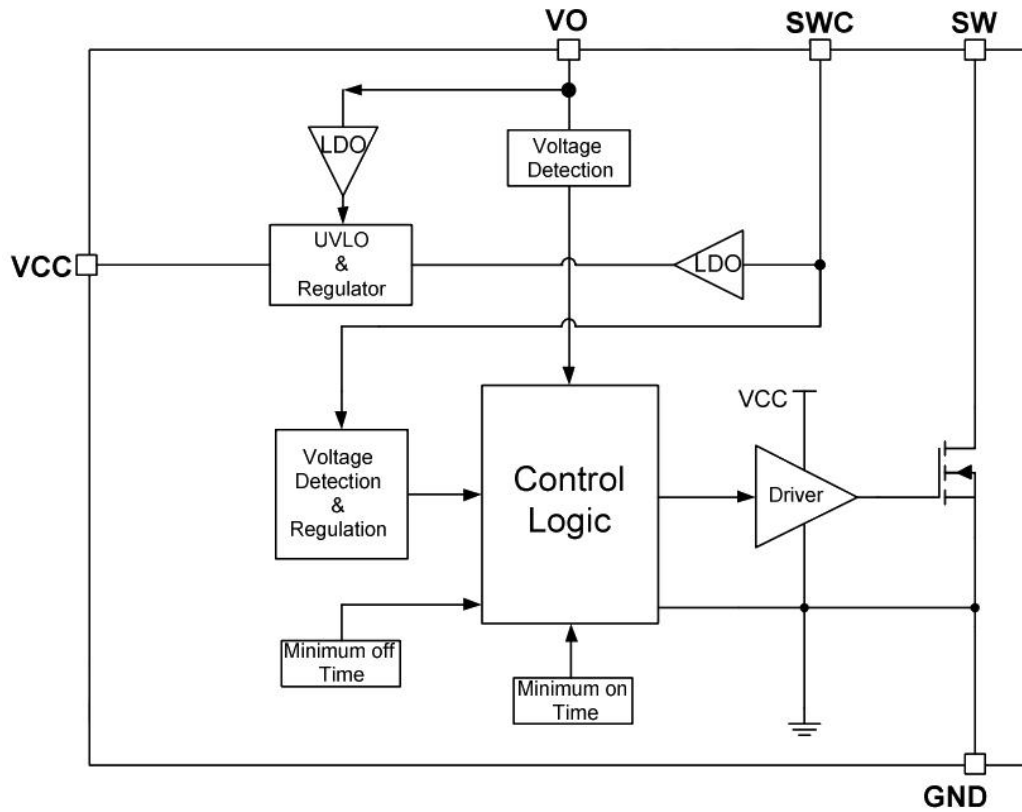 VO
SWC
SW
LDO
Voltage
Detection
VCC
UVLO
&
Regulator
LDO
VCC
Voltage
Detection
&
Regulation
Control
Logic
Driver
Minimum off
Time
Minimum on
Time
GND